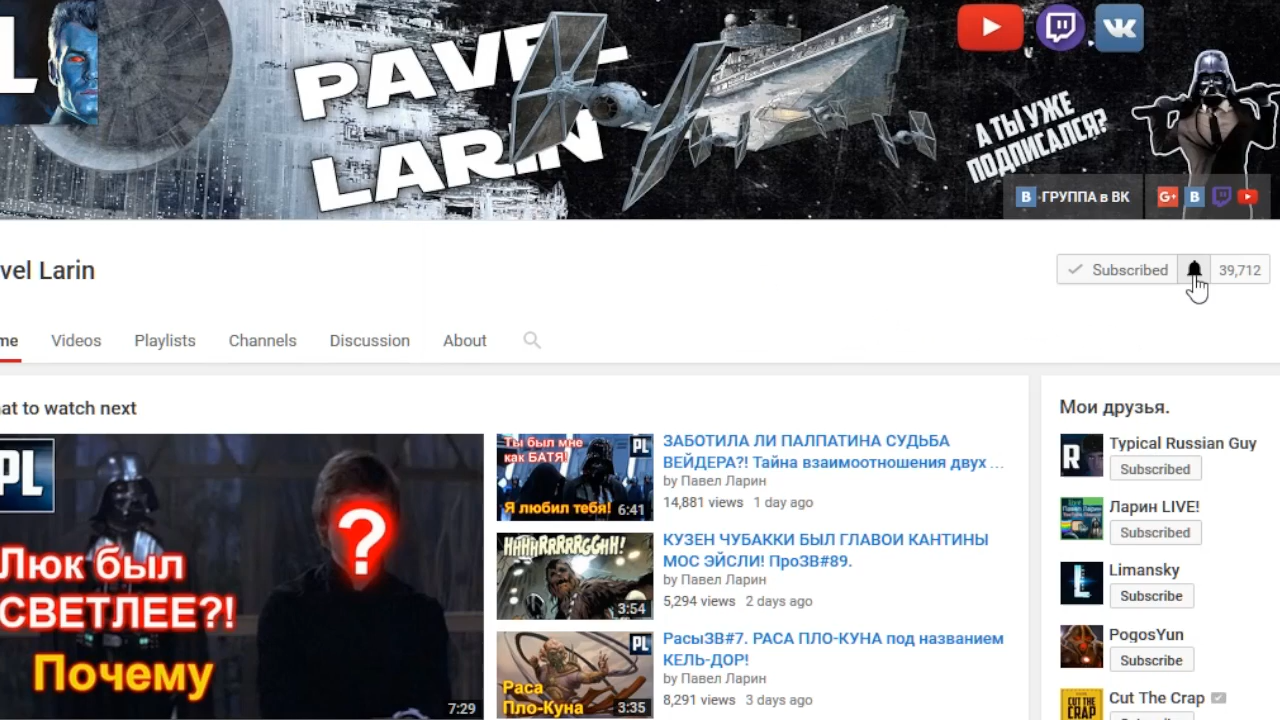 L
PAVEL
LARIN
А ТЫ УЖЕ
ПОДПИСАЛСЯ?
B
ГРУППА в ВК
G+
B
vel Larin
Subscribed
39,712
me
Videos
Playlists
Channels
Discussion
About
at to watch next
PL
Люк был
СВЕТЛЕЕ?!
Почему
7:29
Ты был мне
как БАТЯ!
PL
Я любил тебя!
6:41
ЗАБОТИЛА ЛИ ПАЛПАТИНА СУДЬБА
ВЕЙДЕРА?! Тайна взаимоотношения двух ...
by Павел Ларин
14,881 views 1 day ago
HHHHRRRRRGGHH!
3:54
КУЗЕН ЧУБАККИ БЫЛ ГЛАВОИ КАНТИНЫ
МОС ЭЙСЛИ! ПроЗВ#89.
by Павел Ларин
5,294 views 2 days ago
PL
Раса
Пло-Куна
3:35
РасыЗВ#7. РАСА ПЛО-КУНА под названием
КЕЛЬ-ДОР!
by Павел Ларин
8,291 views 3 days ago
Мои друзья.
R
Typical Russian Guy
Subscribed
Ларин LIVE!
Subscribed
L
Limansky
Subscribe
PogosYun
Subscribe
CUT THE
CRAP
Cut The Crap